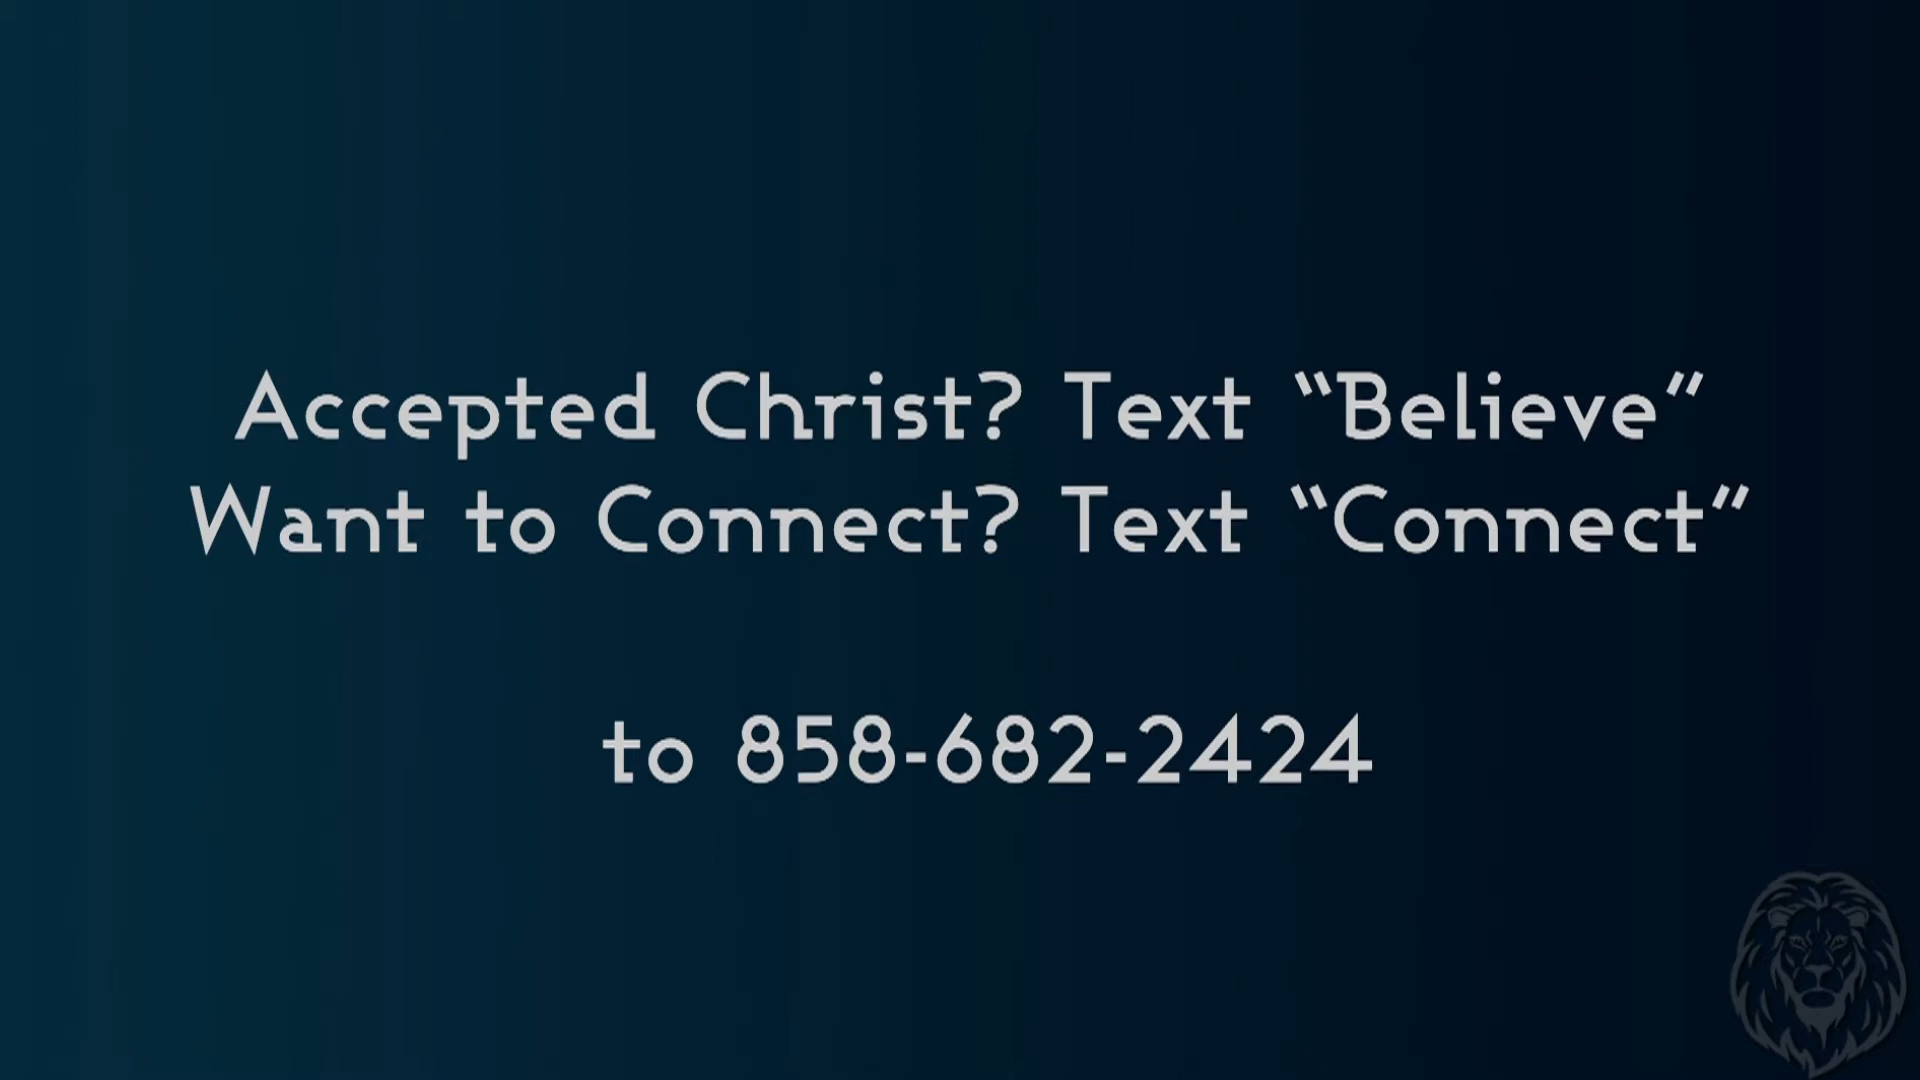 Accepted Christ? Text “Believe”
Want to Connect? Text “Connect”
to 858-682-2424